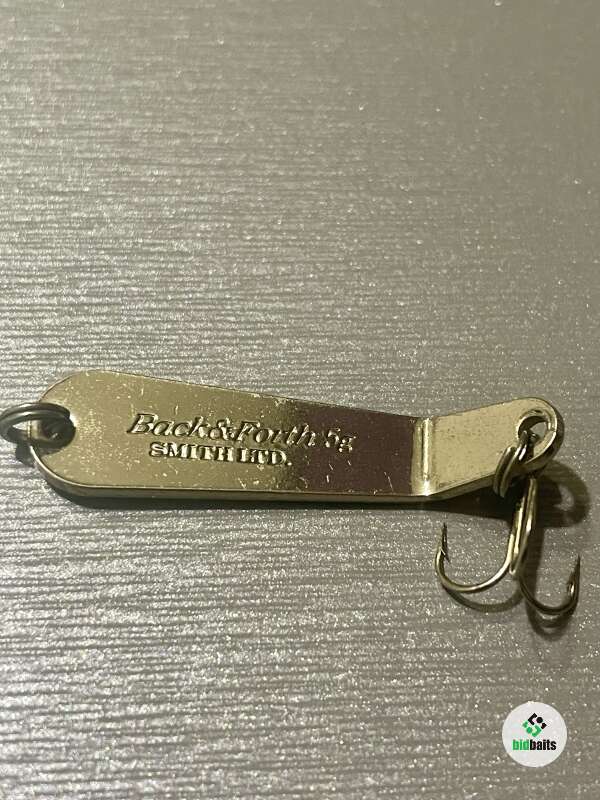 Back&Forth 5g
SMITH LTD.
bidbaits